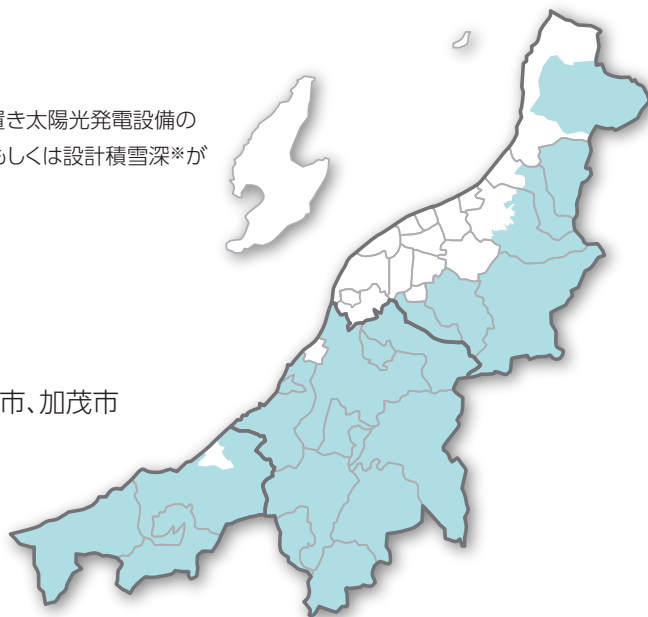 置き太陽光発電設備の
もしくは設計積雪深※が
市、加茂市